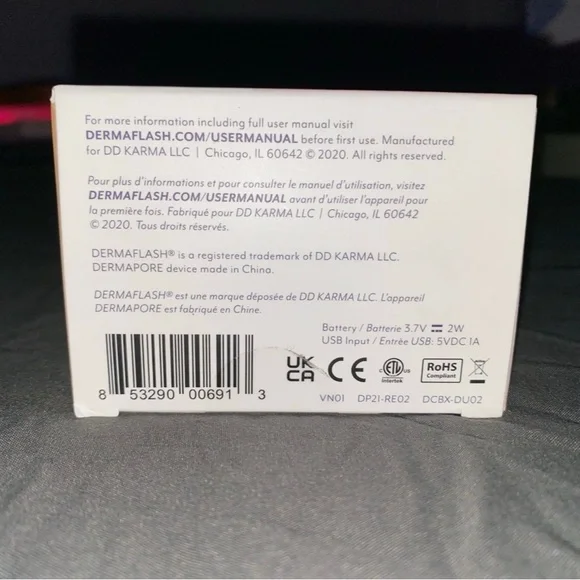 For more information including full user manual visit
DERMAFLASH.COM/USERMANUAL before first use. Manufactured
for DD KARMA LLC | Chicago, IL 60642 © 2020. All rights reserved.
Pour plus d'informations et pour consulter le manuel d'utilisation, visitez
DERMAFLASH.COM/USERMANUAL avant d'utiliser l'appareil pour
la première fois. Fabriqué pour DD KARMA LLC | Chicago, IL 60642
© 2020. Tous droits réservés.
DERMAFLASH® is a registered trademark of DD KARMA LLC.
DERMAPORE device made in China.
DERMAFLASH® est une marque déposée de DD KARMA LLC. L'appareil
DERMAPORE est fabriqué en Chine.
Battery / Batterie 3.7V ⎓ 2W
USB Input / Entrée USB: 5VDC 1A
8 53290 00691 3
UK CA CE c ETL us Intertek RoHS Compliant
VN01 DP21-RE02 DCBX-DU02